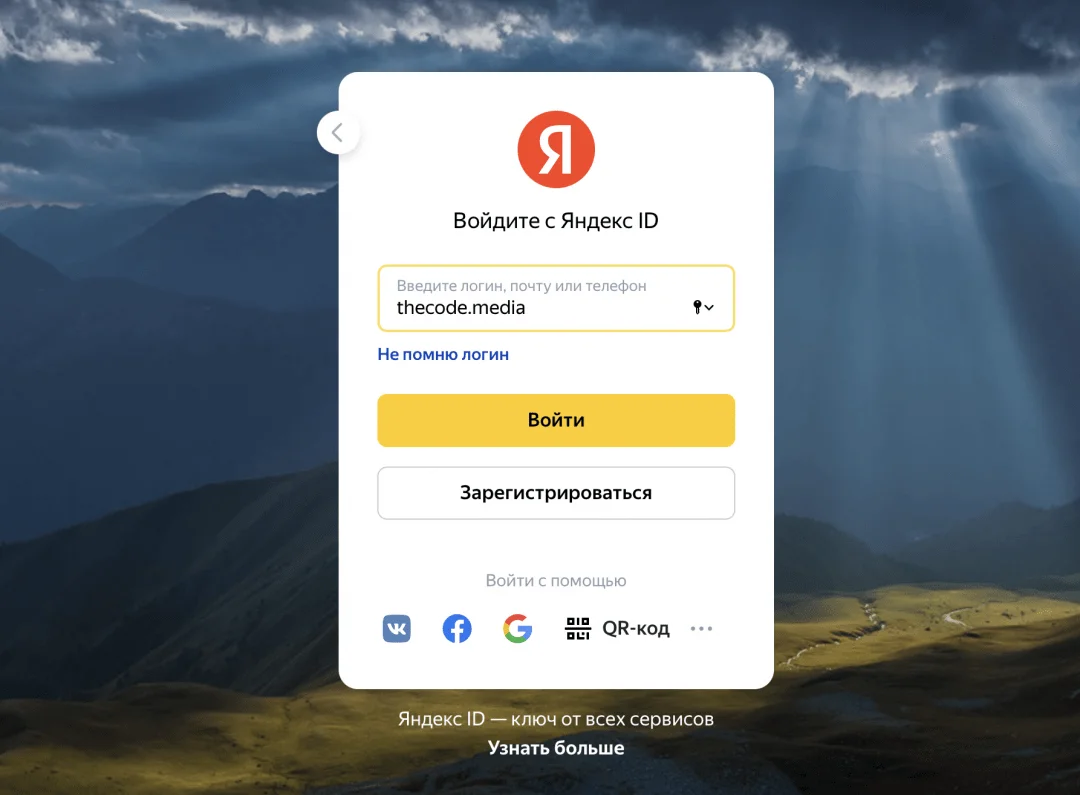 Я
Войдите с Яндекс ID
Введите логин, почту или телефон
thecode.media
Не помню логин
Войти
Зарегистрироваться
Войти с помощью
QR-код
Яндекс ID — ключ от всех сервисов
Узнать больше